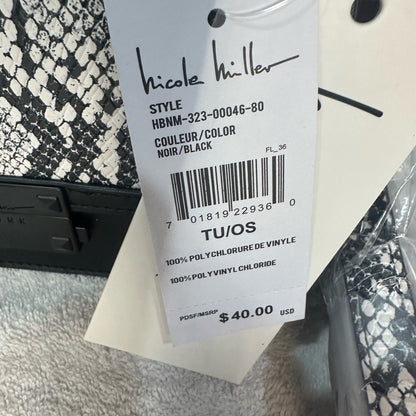 nicole miller
STYLE
HBNM-323-00046-80
COULEUR/COLOR
NOIR/BLACK
FL_36
7 01819 22936 0
TU/OS
100% POLYCHLORURE DE VINYLE
100% POLYVINYL CHLORIDE
PDSF/MSRP $40.00 USD
ORK